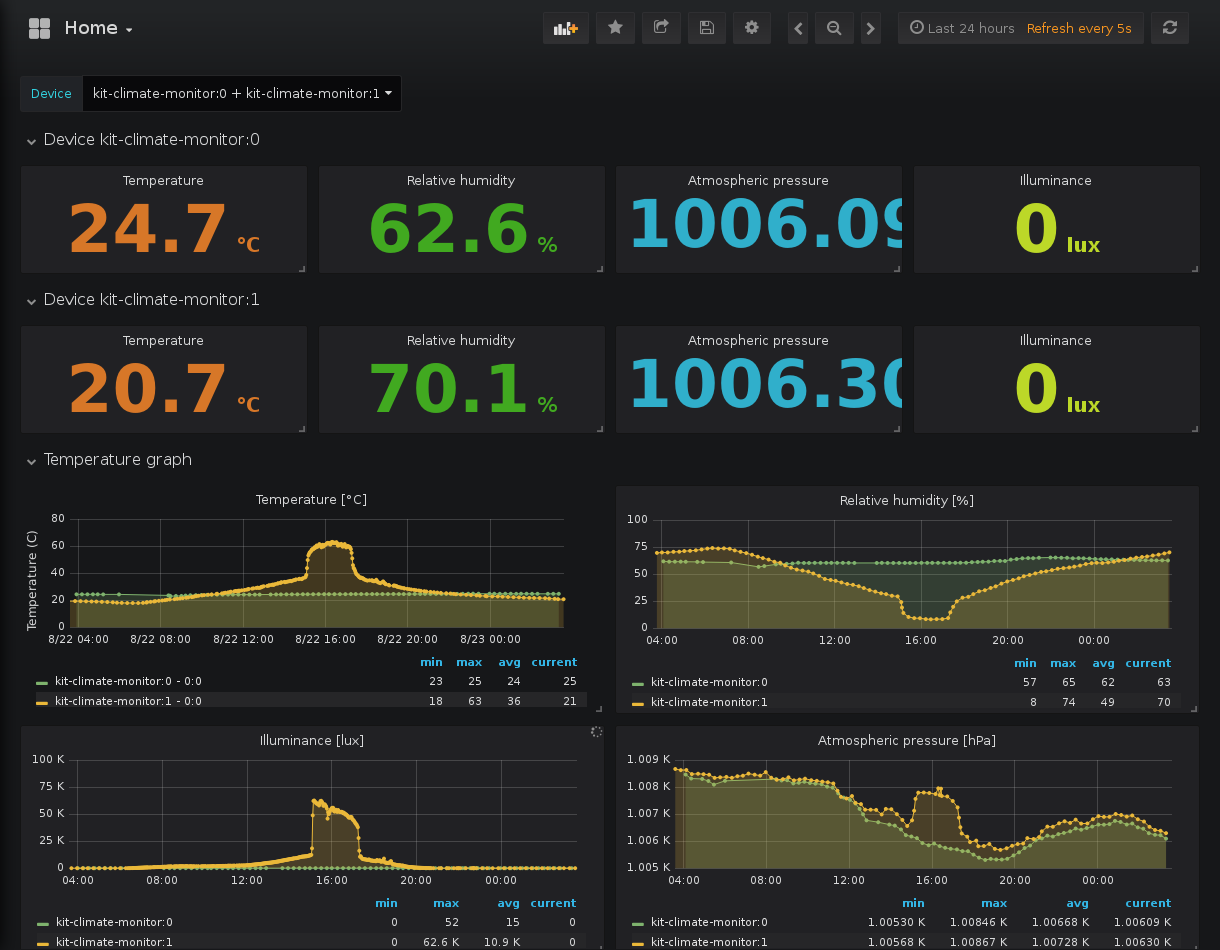 Home
Last 24 hours Refresh every 5s
Device kit-climate-monitor:0 + kit-climate-monitor:1
Device kit-climate-monitor:0
Temperature Relative humidity Atmospheric pressure Illuminance
24.7 °C 62.6 % 1006.09 0 lux
Device kit-climate-monitor:1
Temperature Relative humidity Atmospheric pressure Illuminance
20.7 °C 70.1 % 1006.30 0 lux
Temperature graph
Temperature [°C]
Temperature (C)
80
60
40
20
0
8/22 04:00 8/22 08:00 8/22 12:00 8/22 16:00 8/22 20:00 8/23 00:00
min max avg current
kit-climate-monitor:0 - 0:0 23 25 24 25
kit-climate-monitor:1 - 0:0 18 63 36 21
Relative humidity [%]
100
75
50
25
0
04:00 08:00 12:00 16:00 20:00 00:00
min max avg current
kit-climate-monitor:0 57 65 62 63
kit-climate-monitor:1 8 74 49 70
Illuminance [lux]
100 K
75 K
50 K
25 K
0
04:00 08:00 12:00 16:00 20:00 00:00
min max avg current
kit-climate-monitor:0 0 52 15 0
kit-climate-monitor:1 0 62.6 K 10.9 K 0
Atmospheric pressure [hPa]
1.009 K
1.008 K
1.007 K
1.006 K
1.005 K
04:00 08:00 12:00 16:00 20:00 00:00
min max avg current
kit-climate-monitor:0 1.00530 K 1.00846 K 1.00668 K 1.00609 K
kit-climate-monitor:1 1.00568 K 1.00867 K 1.00728 K 1.00630 K